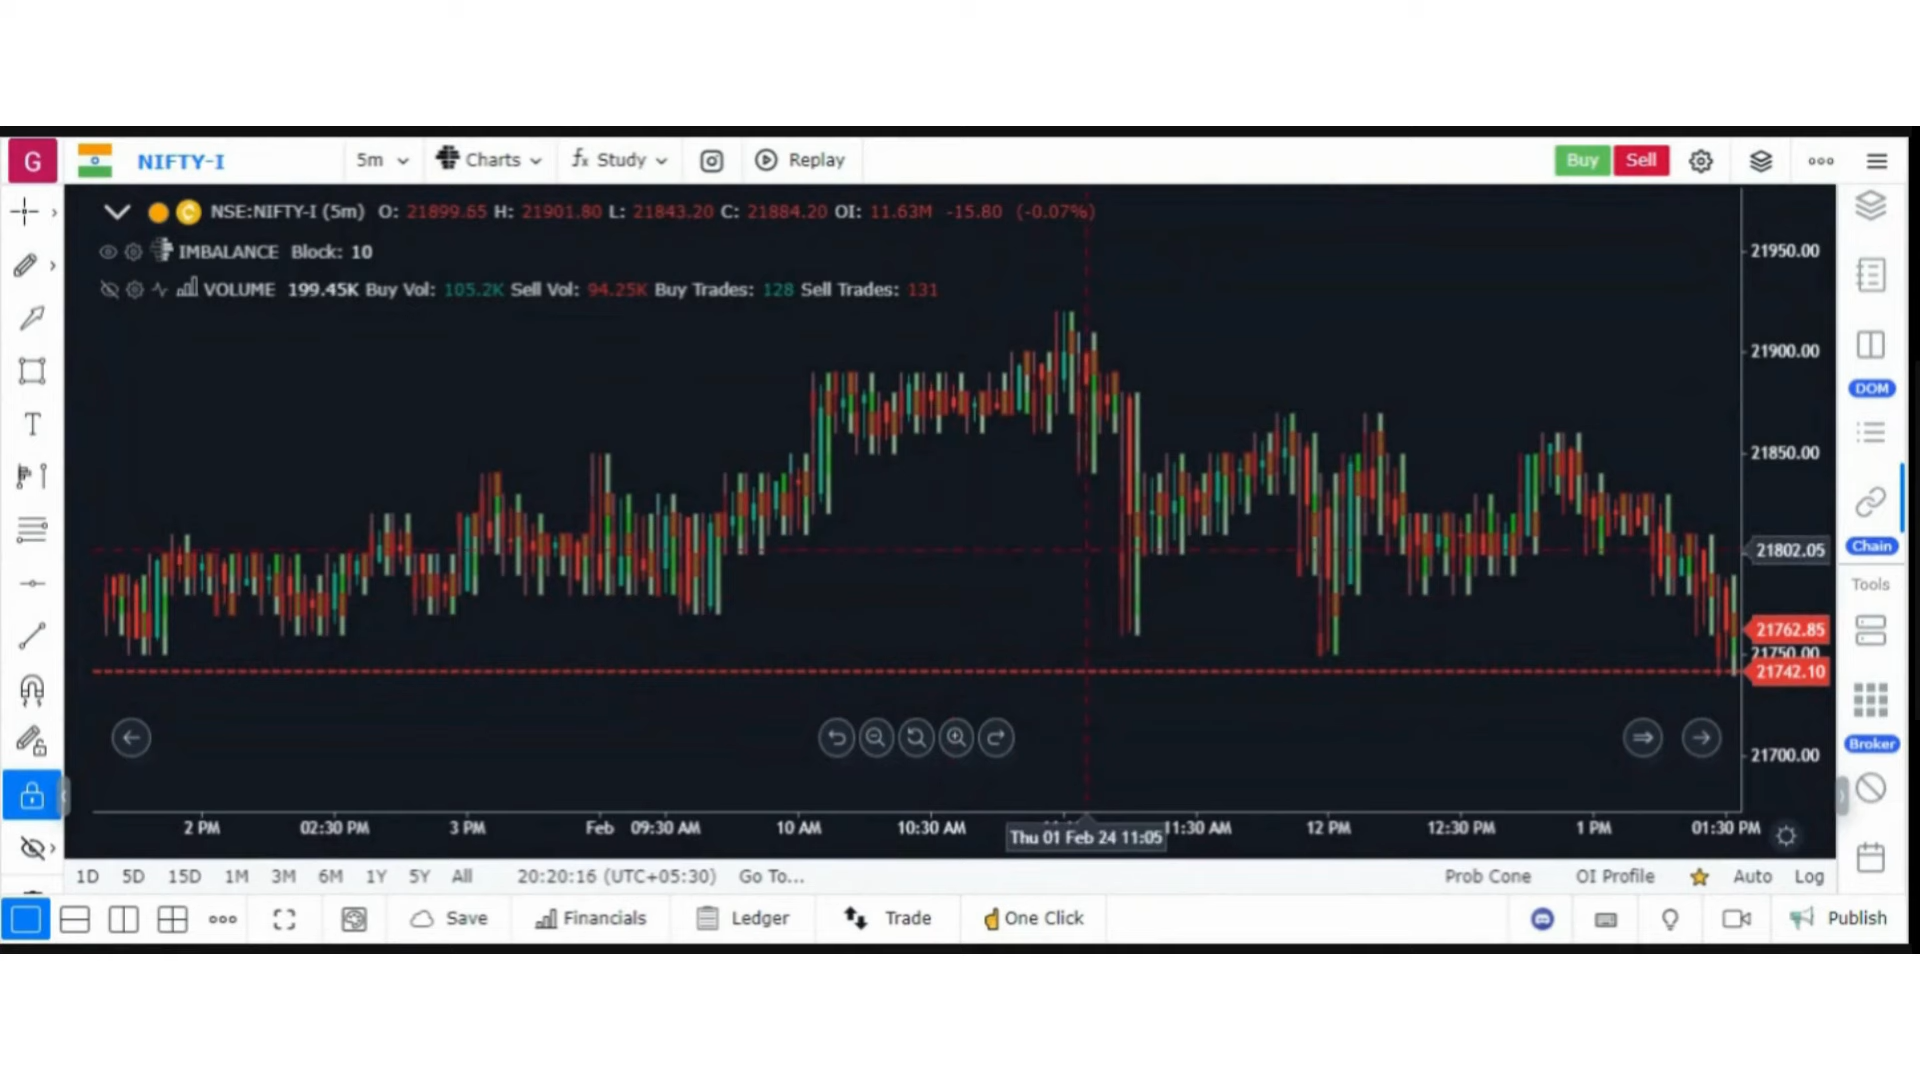 G NIFTY-I 5m Charts fx Study Replay Buy Sell
NSE:NIFTY-I (5m) O: 21899.65 H: 21901.80 L: 21843.20 C: 21884.20 OI: 11.63M -15.80 (-0.07%)
IMBALANCE Block: 10
VOLUME 199.45K Buy Vol: 105.2K Sell Vol: 94.25K Buy Trades: 128 Sell Trades: 131
21950.00
21900.00
21850.00
21802.05
21762.85
21750.00
21742.10
21700.00
T
DOM
Chain
Tools
Broker
2 PM 02:30 PM 3 PM Feb 09:30 AM 10 AM 10:30 AM 11:30 AM 12 PM 12:30 PM 1 PM 01:30 PM
Thu 01 Feb 24 11:05
1D 5D 15D 1M 3M 6M 1Y 5Y All 20:20:16 (UTC+05:30) Go To... Prob Cone OI Profile Auto Log
Save Financials Ledger Trade One Click Publish